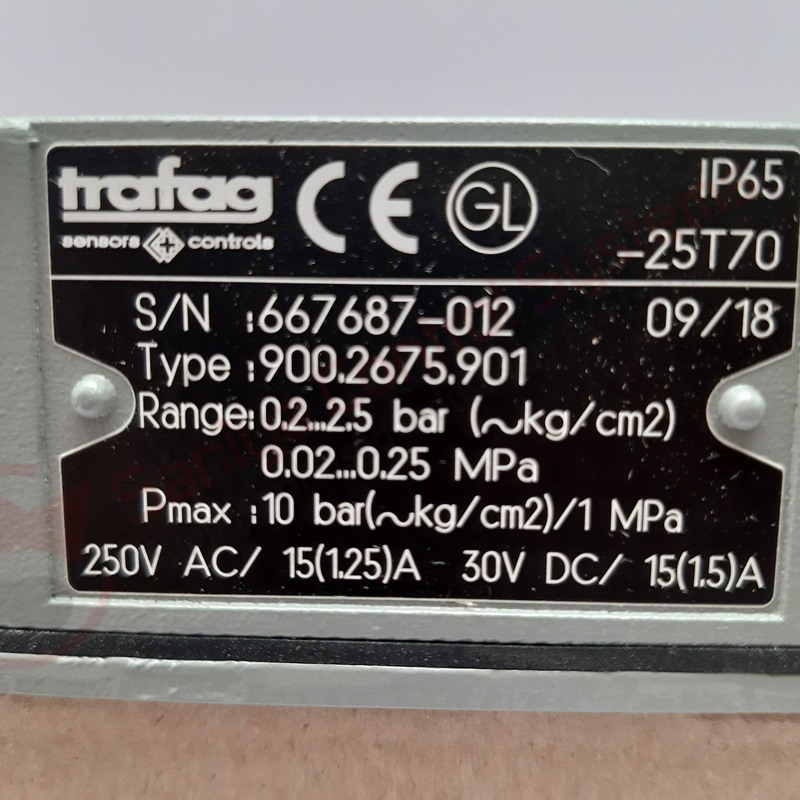 trafag
sensors controls
CE
GL
IP65
-25T70
S/N :667687-012 09/18
Type :900.2675.901
Range: 0.2...2.5 bar (~kg/cm2)
0.02...0.25 MPa
Pmax :10 bar(~kg/cm2)/1 MPa
250V AC/ 15(1.25)A 30V DC/ 15(1.5)A